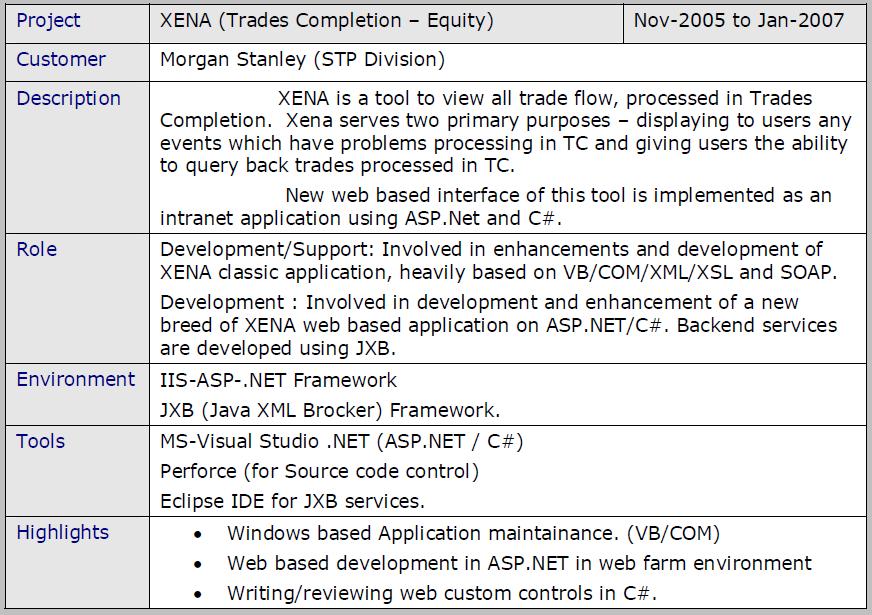 Project XENA (Trades Completion – Equity) Nov-2005 to Jan-2007
Customer Morgan Stanley (STP Division)
Description XENA is a tool to view all trade flow, processed in Trades
Completion. Xena serves two primary purposes – displaying to users any
events which have problems processing in TC and giving users the ability
to query back trades processed in TC.
New web based interface of this tool is implemented as an
intranet application using ASP.Net and C#.
Role Development/Support: Involved in enhancements and development of
XENA classic application, heavily based on VB/COM/XML/XSL and SOAP.
Development : Involved in development and enhancement of a new
breed of XENA web based application on ASP.NET/C#. Backend services
are developed using JXB.
Environment IIS-ASP-.NET Framework
JXB (Java XML Brocker) Framework.
Tools MS-Visual Studio .NET (ASP.NET / C#)
Perforce (for Source code control)
Eclipse IDE for JXB services.
Highlights • Windows based Application maintainance. (VB/COM)
• Web based development in ASP.NET in web farm environment
• Writing/reviewing web custom controls in C#.